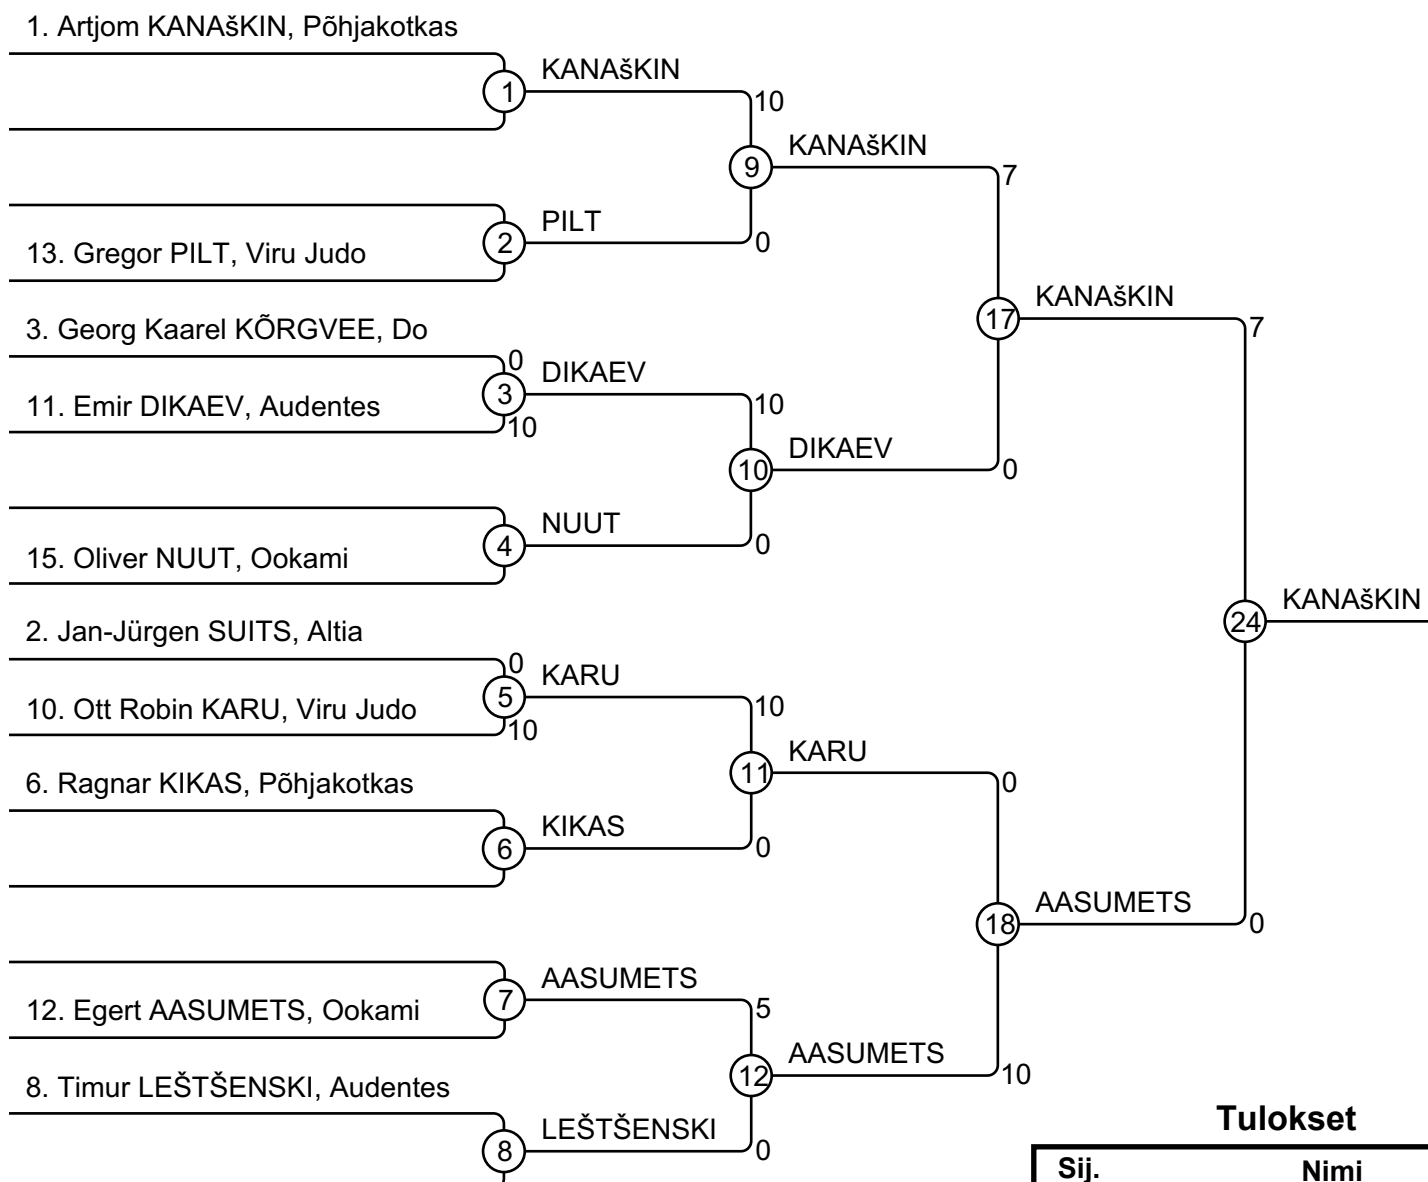 1. Artjom KANAšKIN, Põhjakotkas
KANAšKIN
1
10
KANAšKIN
9
7
PILT
13. Gregor PILT, Viru Judo
2
0
KANAšKIN
17
7
3. Georg Kaarel KÕRGVEE, Do
0
DIKAEV
3
11. Emir DIKAEV, Audentes
10
10
DIKAEV
10
0
NUUT
4
0
15. Oliver NUUT, Ookami
KANAšKIN
24
2. Jan-Jürgen SUITS, Altia
0
KARU
5
10. Ott Robin KARU, Viru Judo
10
10
KARU
11
0
6. Ragnar KIKAS, Põhjakotkas
KIKAS
6
0
AASUMETS
18
0
AASUMETS
7
12. Egert AASUMETS, Ookami
5
AASUMETS
12
10
8. Timur LEŠTŠENSKI, Audentes
LEŠTŠENSKI
8
0
Tulokset
Sij. Nimi